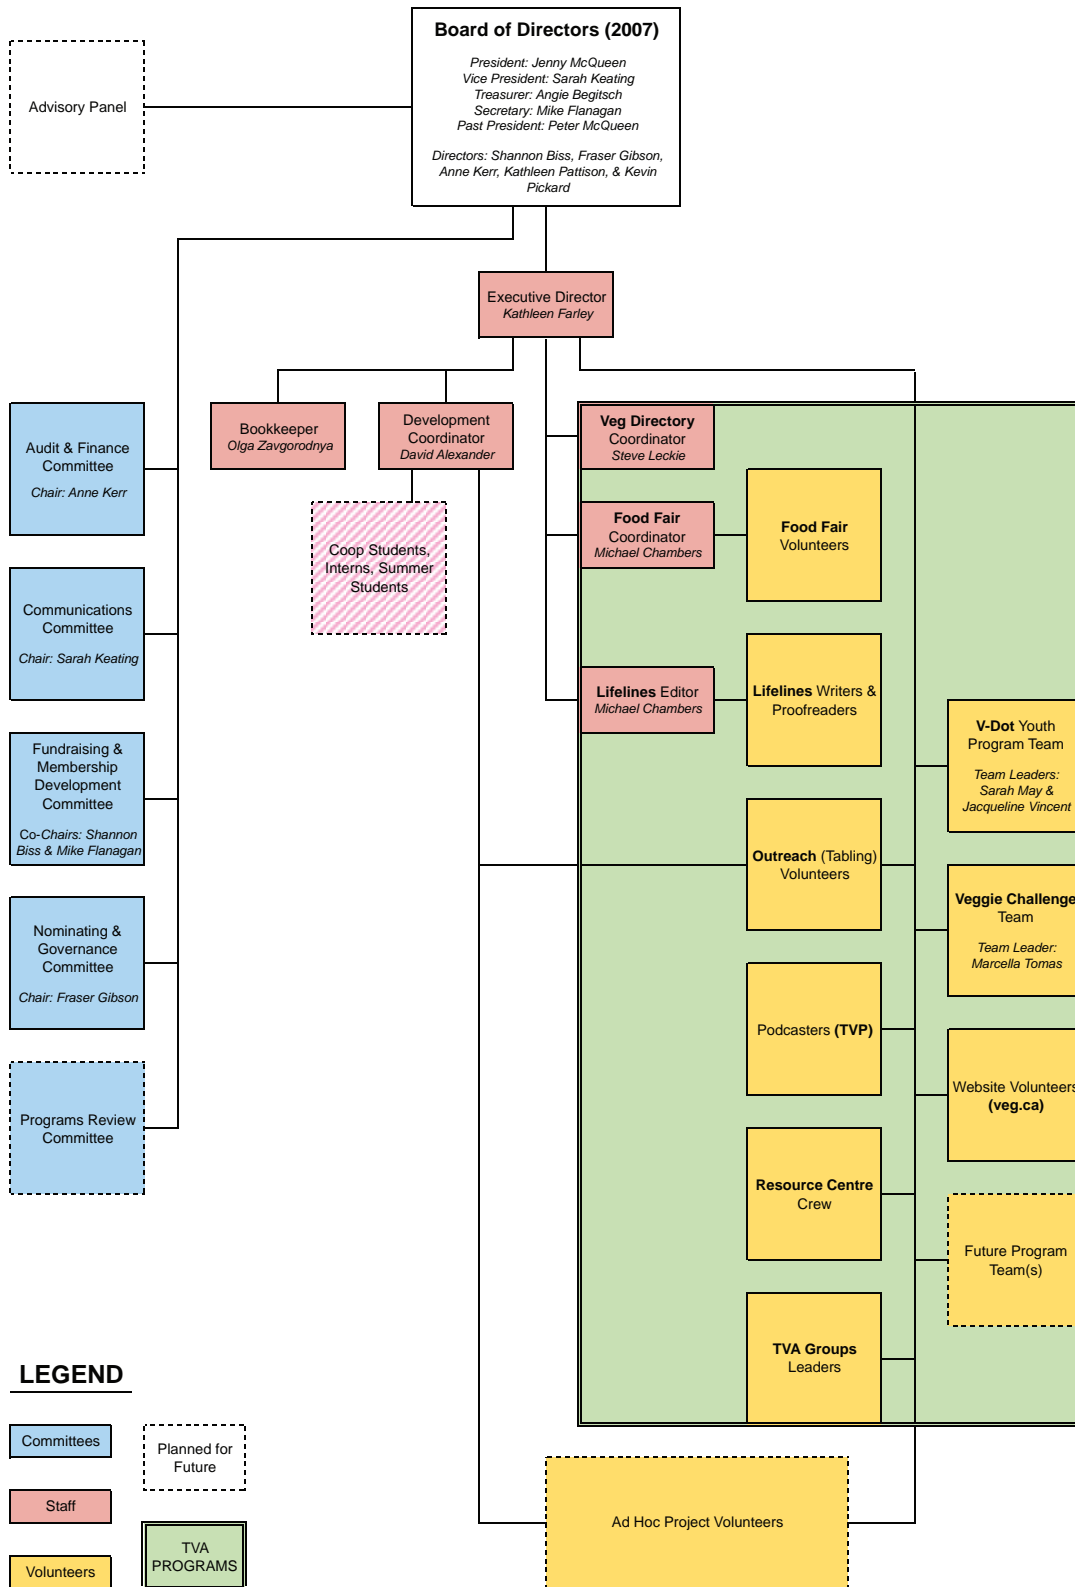 Board of Directors (2007)
President: Jenny McQueen
Vice President: Sarah Keating
Treasurer: Angie Begitsch
Secretary: Mike Flanagan
Past President: Peter McQueen
Directors: Shannon Biss, Fraser Gibson,
Anne Kerr, Kathleen Pattison, & Kevin
Pickard
Advisory Panel
Executive Director
Kathleen Farley
Bookkeeper
Olga Zavgorodnya
Development
Coordinator
David Alexander
Coop Students,
Interns, Summer
Students
Audit & Finance
Committee
Chair: Anne Kerr
Communications
Committee
Chair: Sarah Keating
Fundraising &
Membership
Development
Committee
Co-Chairs: Shannon
Biss & Mike Flanagan
Nominating &
Governance
Committee
Chair: Fraser Gibson
Programs Review
Committee
Veg Directory
Coordinator
Steve Leckie
Food Fair
Coordinator
Michael Chambers
Food Fair
Volunteers
Lifelines Editor
Michael Chambers
Lifelines Writers &
Proofreaders
Outreach (Tabling)
Volunteers
Podcasters (TVP)
Resource Centre
Crew
TVA Groups
Leaders
V-Dot Youth
Program Team
Team Leaders:
Sarah May &
Jacqueline Vincent
Veggie Challenge
Team
Team Leader:
Marcella Tomas
Website Volunteers
(veg.ca)
Future Program
Team(s)
Ad Hoc Project Volunteers
LEGEND
Committees
Planned for
Future
Staff
TVA
PROGRAMS
Volunteers